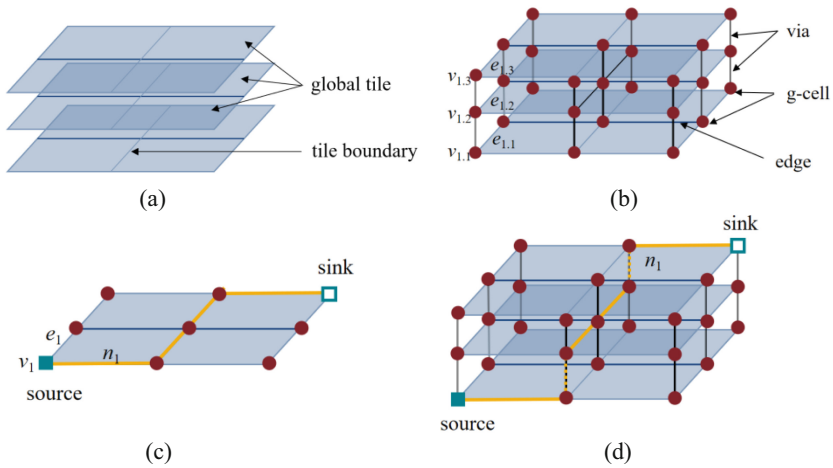 global tile
tile boundary
(a)
via
g-cell
edge
v1.3
e1.3
v1.2
e1.2
v1.1
e1.1
(b)
sink
e1
v1
n1
source
(c)
sink
n1
source
(d)